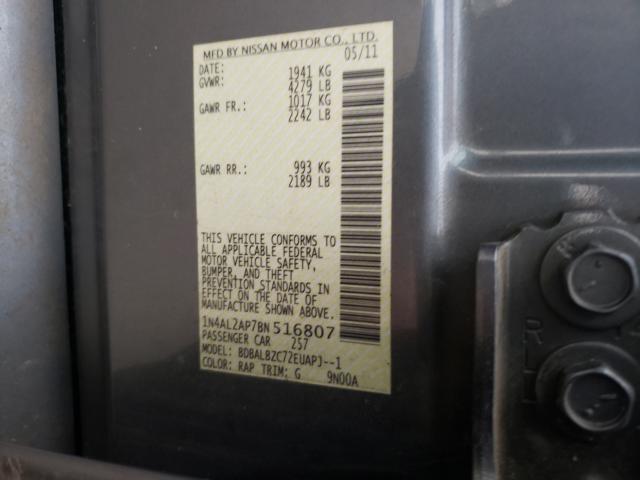 MFD BY NISSAN MOTOR CO., LTD.
DATE: 05/11
GVWR: 1941 KG
4279 LB
GAWR FR.: 1017 KG
2242 LB
GAWR RR.: 993 KG
2189 LB
THIS VEHICLE CONFORMS TO
ALL APPLICABLE FEDERAL
MOTOR VEHICLE SAFETY,
BUMPER, AND THEFT
PREVENTION STANDARDS IN
EFFECT ON THE DATE OF
MANUFACTURE SHOWN ABOVE.
1N4AL2AP7BN516807
PASSENGER CAR 257
MODEL: BDBALBZC72EUAPJ--1
COLOR: RAP TRIM: G 9N00A